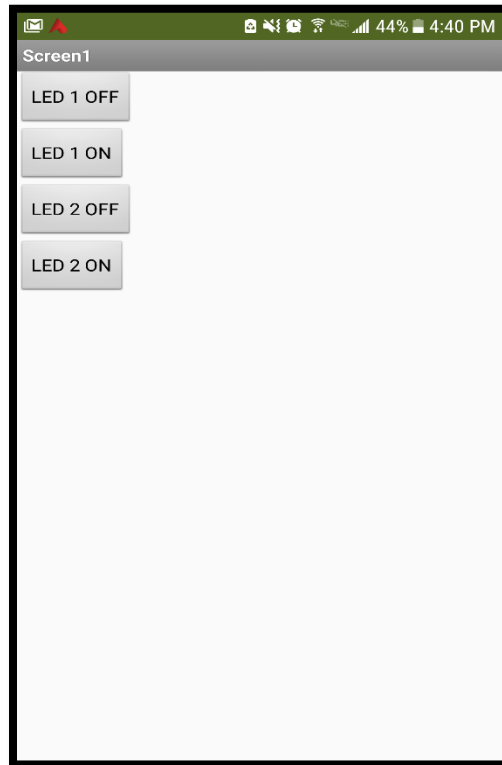 44% 4:40 PM
Screen1
LED 1 OFF
LED 1 ON
LED 2 OFF
LED 2 ON